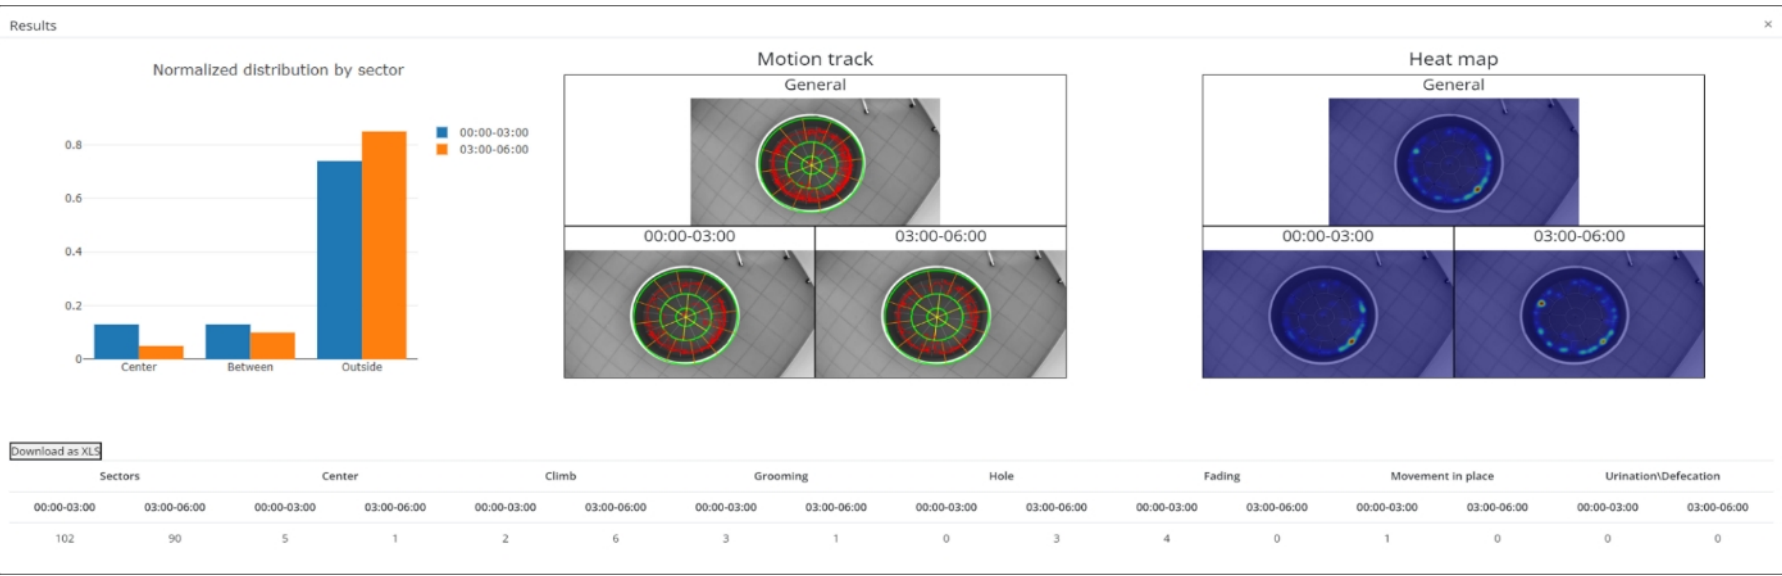 Results ×
Normalized distribution by sector
0.8
0.6
0.4
0.2
0
Center Between Outside
00:00-03:00
03:00-06:00
Motion track
General
00:00-03:00 03:00-06:00
Heat map
General
00:00-03:00 03:00-06:00
Download as XLS
Sectors Center Climb Grooming Hole Fading Movement in place Urination\Defecation
00:00-03:00 03:00-06:00 00:00-03:00 03:00-06:00 00:00-03:00 03:00-06:00 00:00-03:00 03:00-06:00 00:00-03:00 03:00-06:00 00:00-03:00 03:00-06:00 00:00-03:00 03:00-06:00 00:00-03:00 03:00-06:00
102 90 5 1 2 6 3 1 0 3 4 0 1 0 0 0